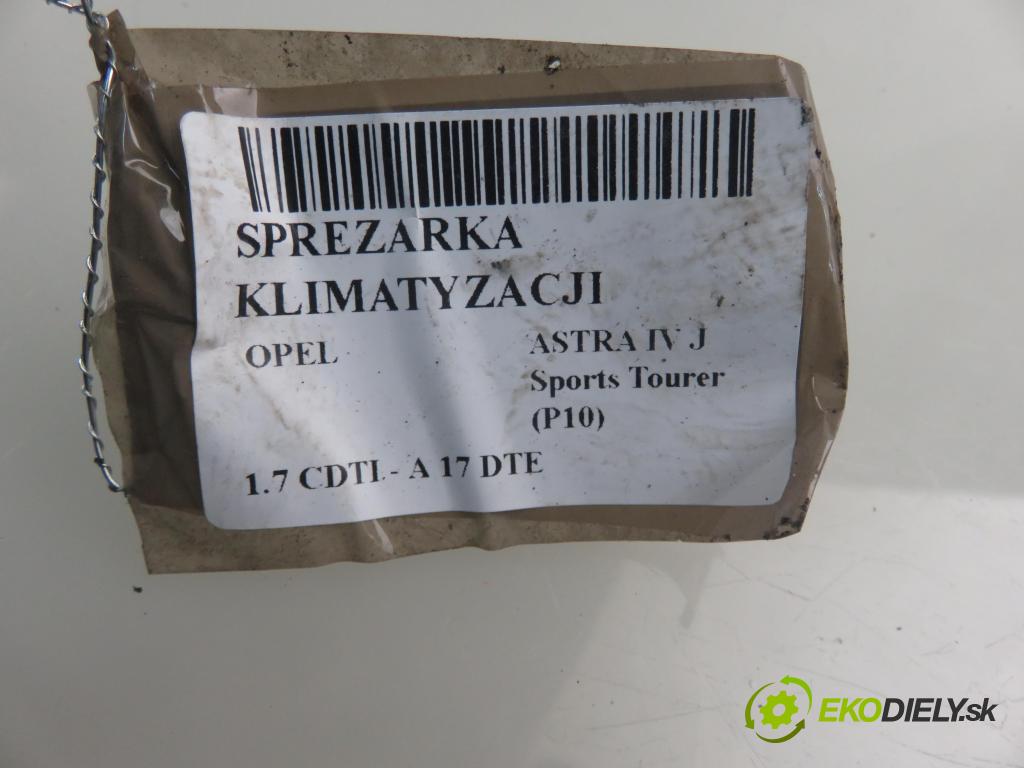 SPREZARKA
KLIMATYZACJI
OPEL
ASTRA IV J
Sports Tourer
(P10)
1.7 CDTI - A 17 DTE
EKODIELY.sk